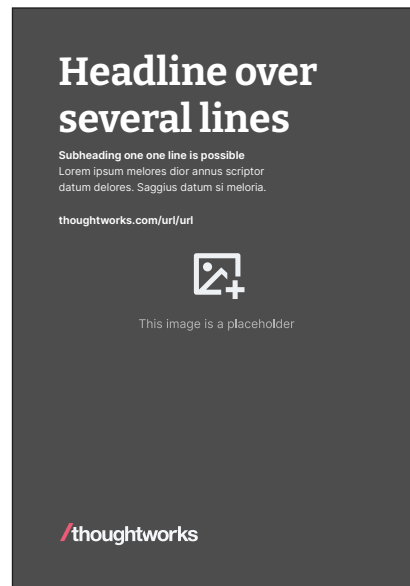 Headline over
several lines
Subheading one one line is possible
Lorem ipsum melores dior annus scriptor
datum delores. Saggius datum si meloria.
thoughtworks.com/url/url
This image is a placeholder
/thoughtworks